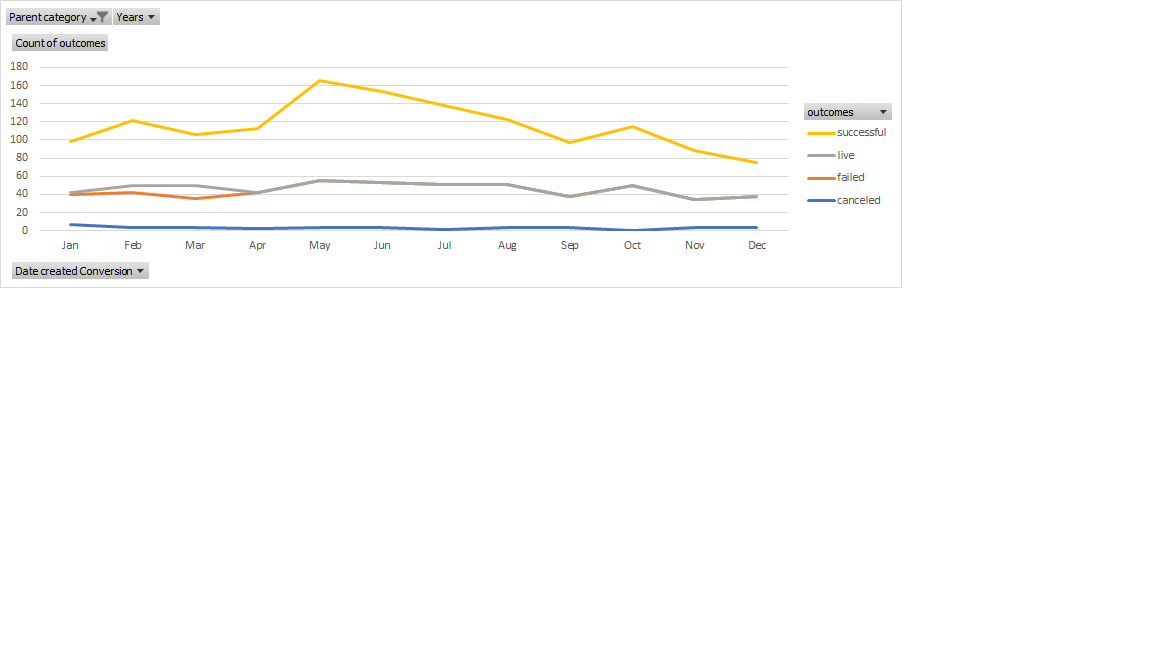 Parent category Years
Count of outcomes
180
160
140
120
100
80
60
40
20
0
Jan Feb Mar Apr May Jun Jul Aug Sep Oct Nov Dec
outcomes
successful
live
failed
canceled
Date created Conversion